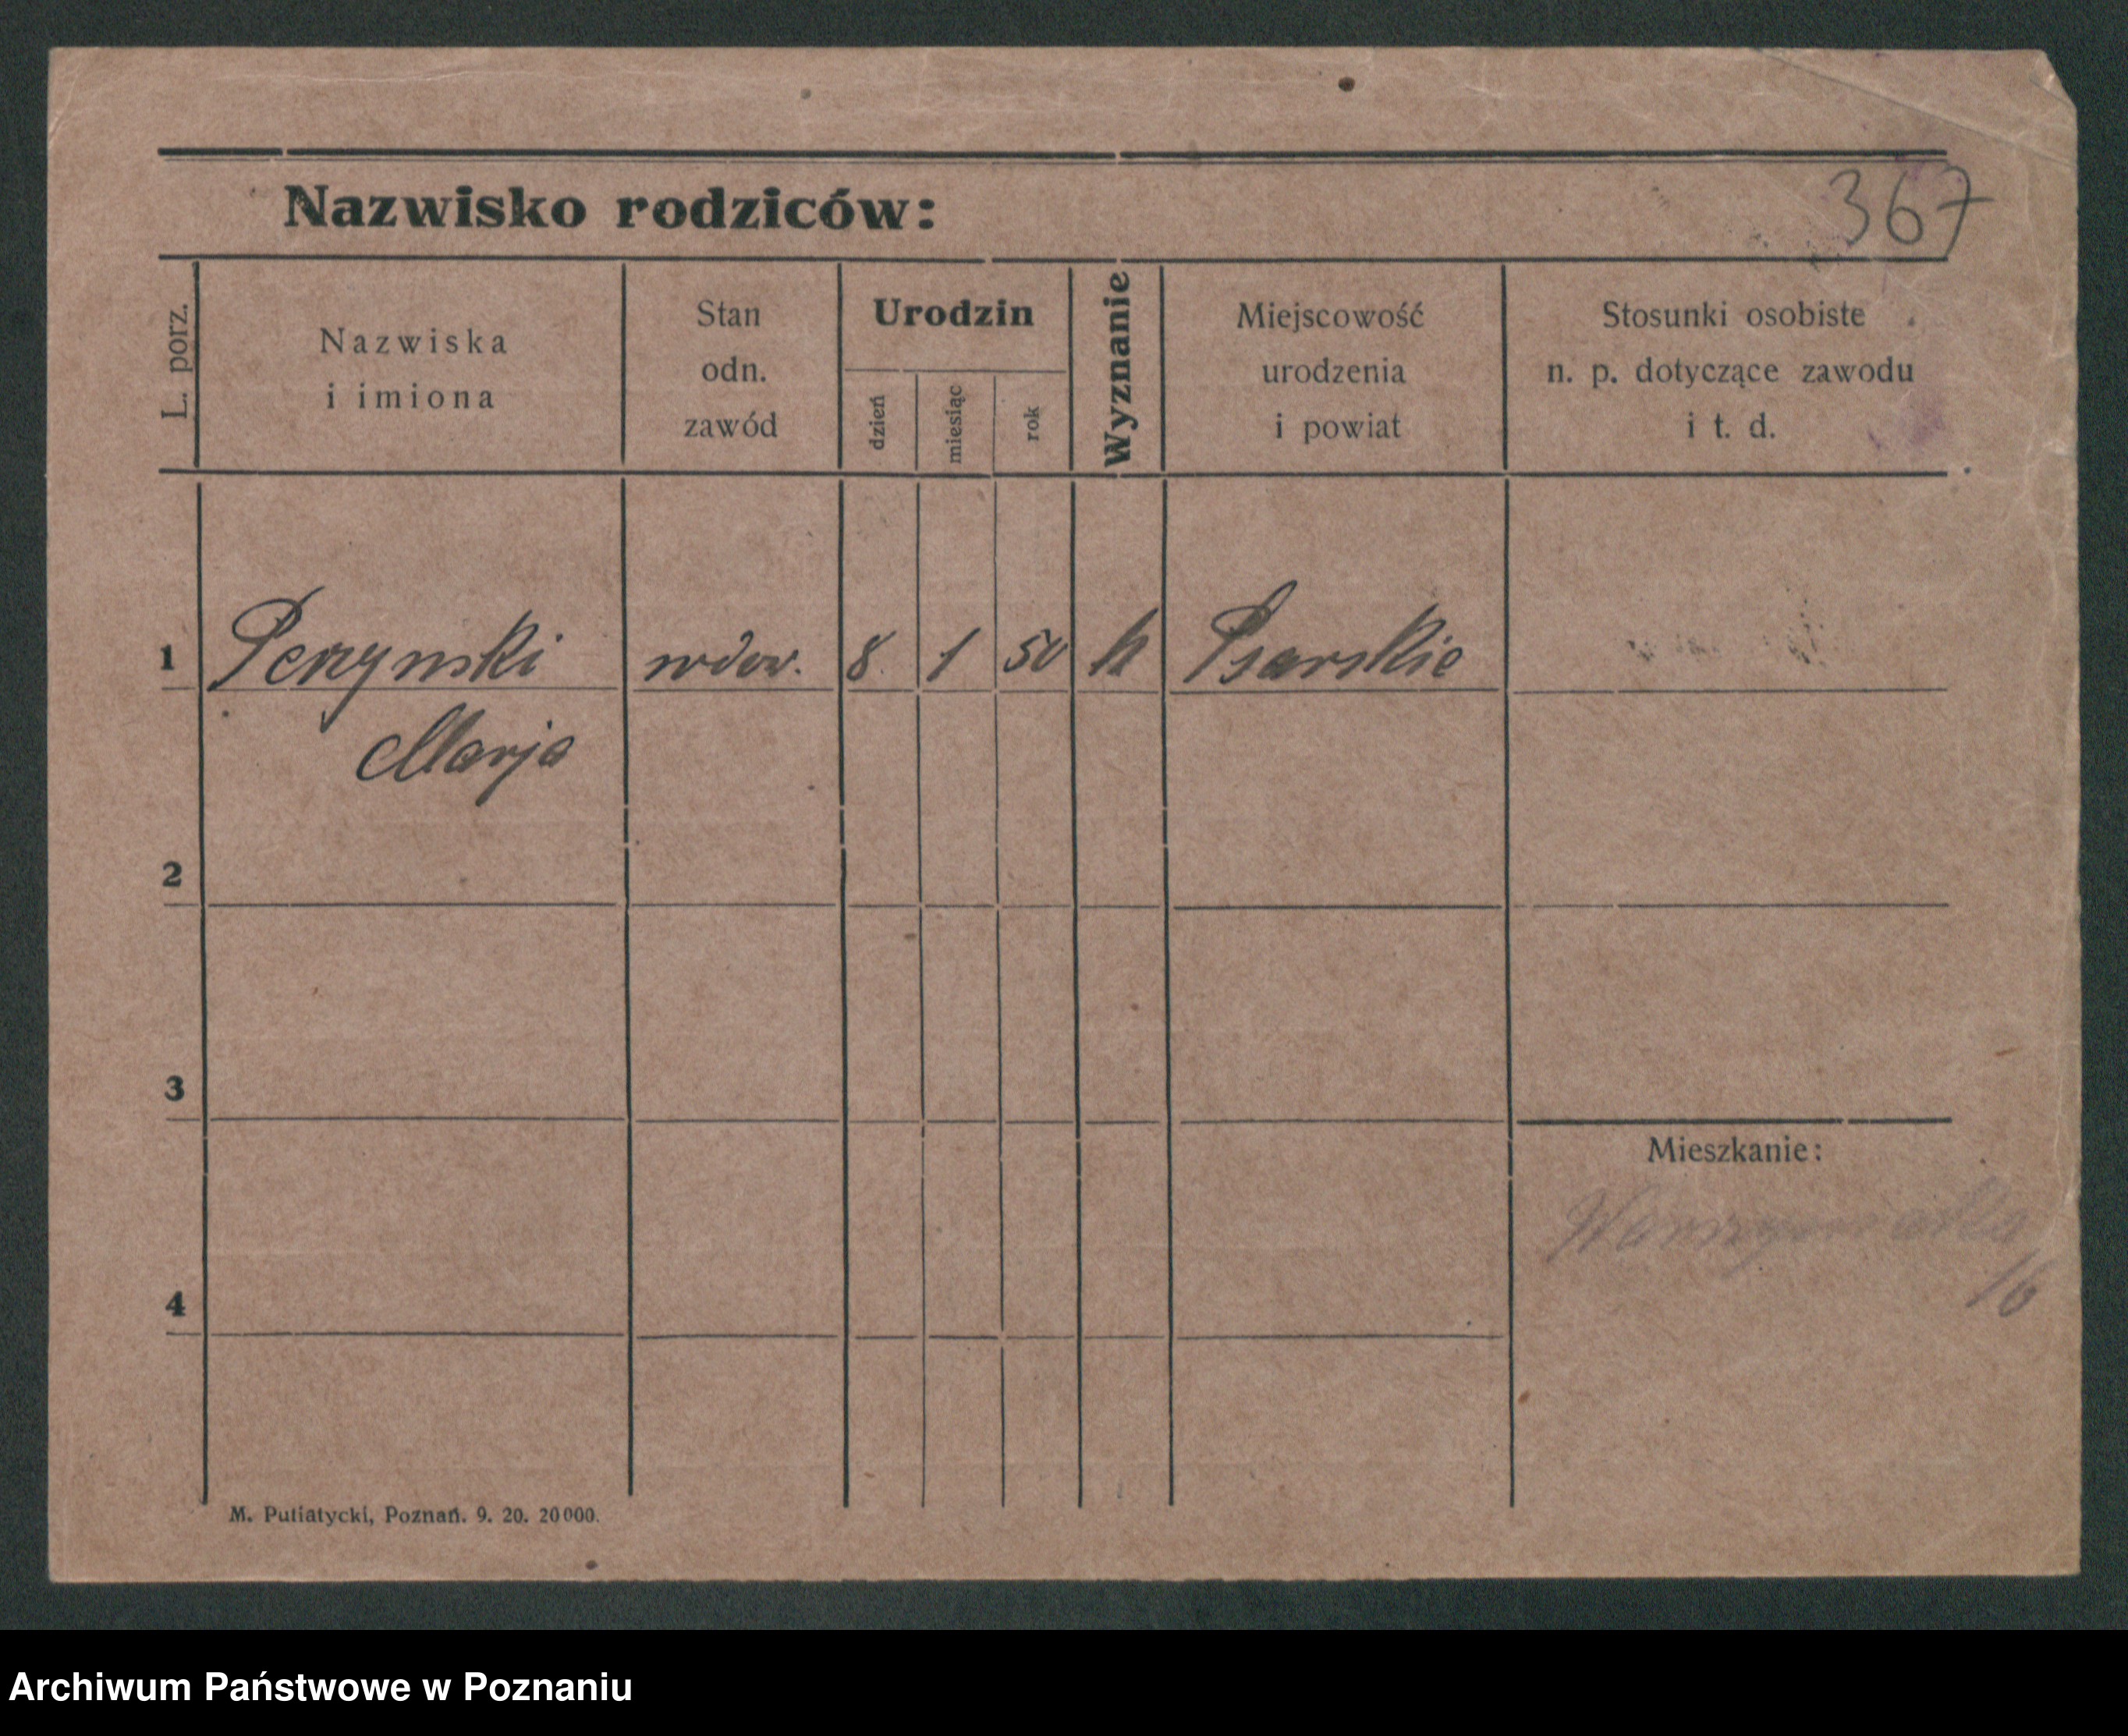 367
Nazwisko rodziców:
L. porz.
Nazwiska
i imiona
Stan
odn.
zawód
Urodzin
dzień
miesiąc
rok
Wyznanie
Miejscowość
urodzenia
i powiat
Stosunki osobiste
n. p. dotyczące zawodu
i t. d.
1 Perzynski wdow. 8. 1 50 k Psarskie
Marja
2
3
Mieszkanie:
16
4
M. Putiatycki, Poznań. 9. 20. 20000.
Archiwum Państwowe w Poznaniu